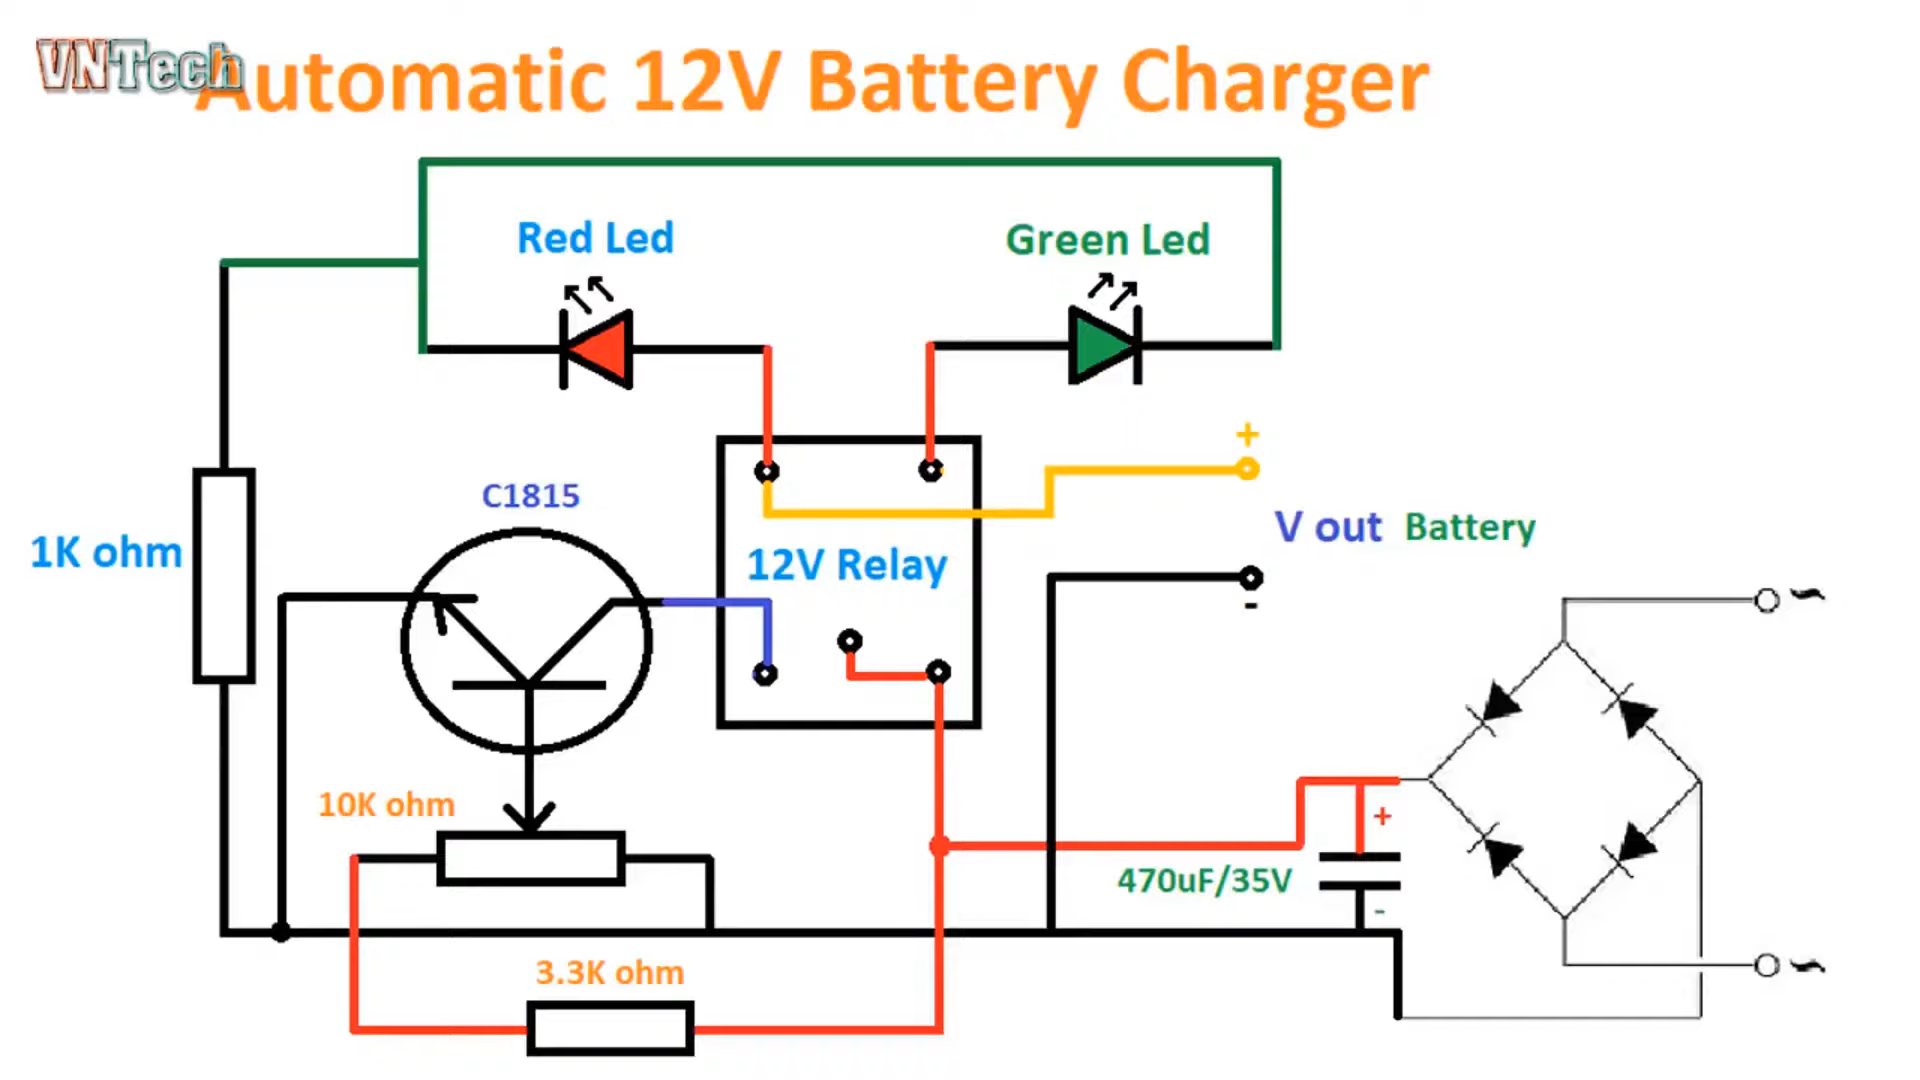 VNTech
Automatic 12V Battery Charger
Red Led
Green Led
+
C1815
1K ohm
V out Battery
12V Relay
-
~
10K ohm
+
470uF/35V
-
~
3.3K ohm